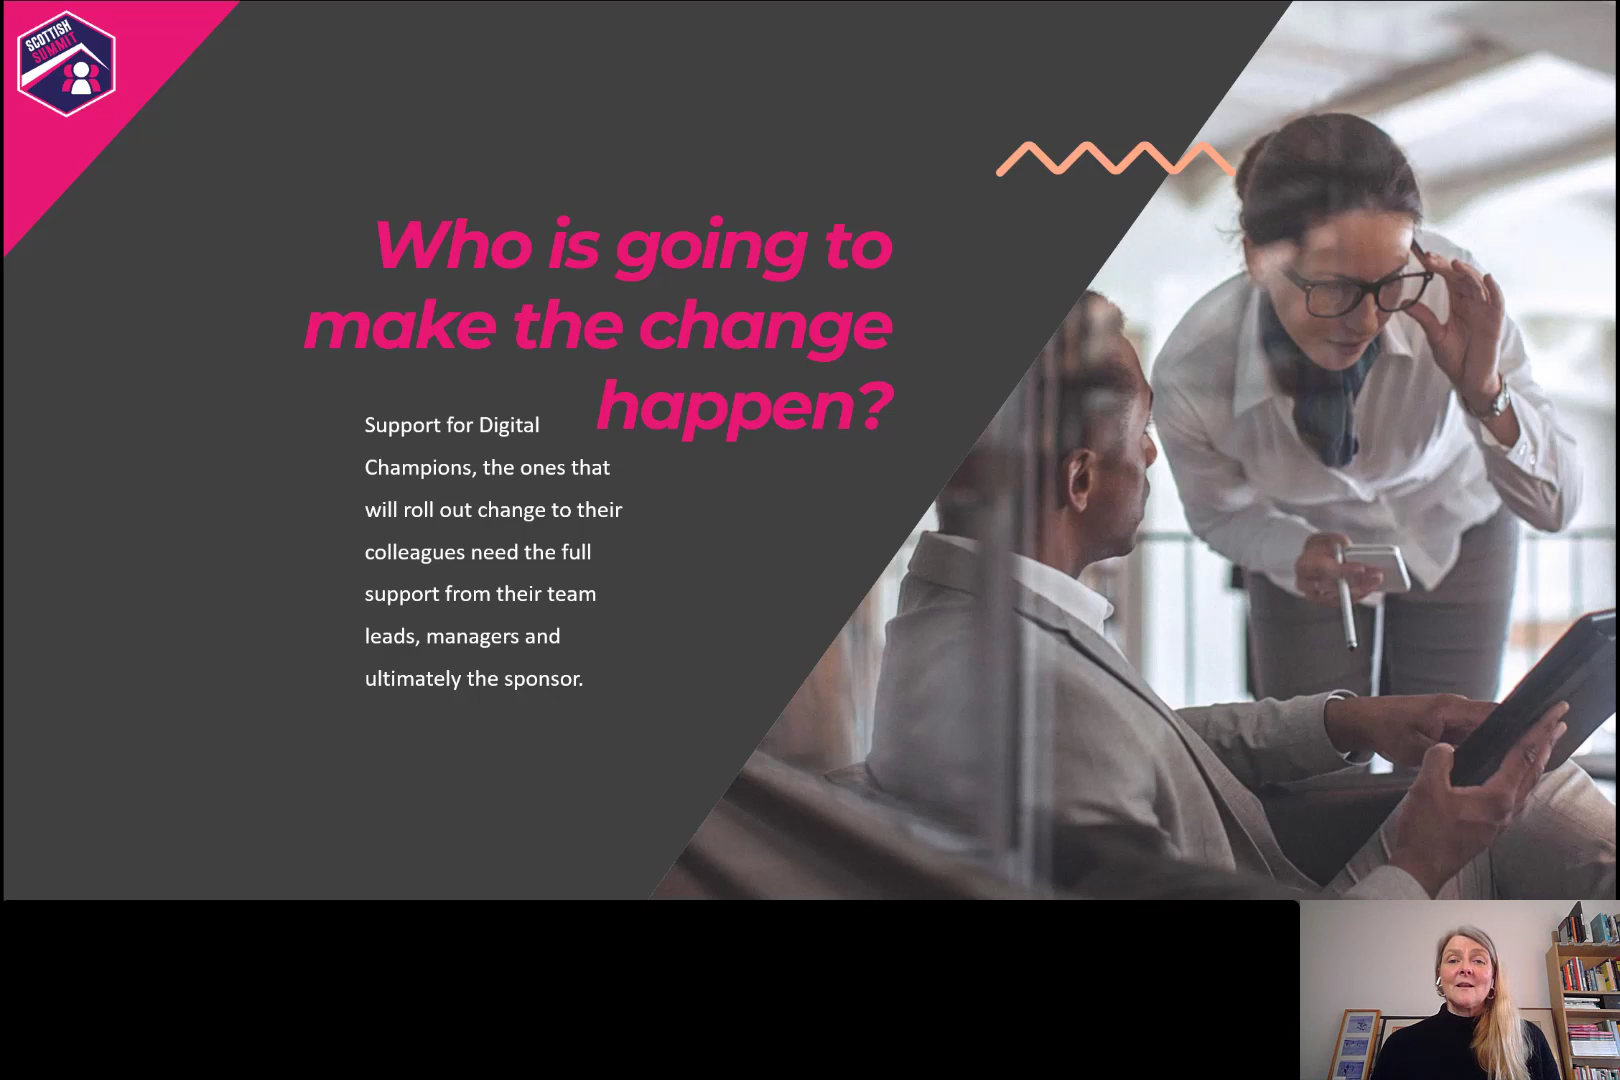 SCOTTISH
SUMMIT
Who is going to
make the change
happen?
Support for Digital
Champions, the ones that
will roll out change to their
colleagues need the full
support from their team
leads, managers and
ultimately the sponsor.